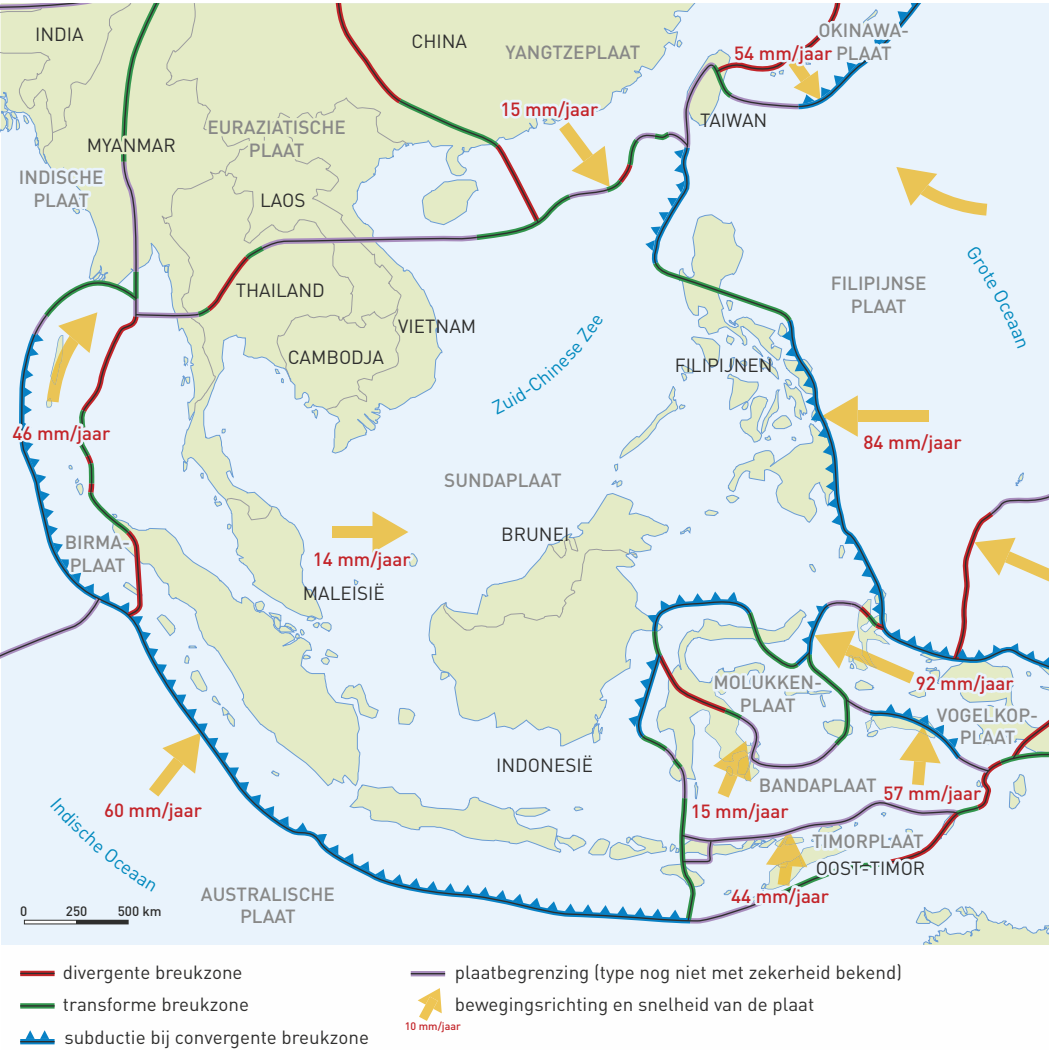 INDIA
CHINA
YANGTZEPLAAT
OKINAWA-
PLAAT
54 mm/jaar
15 mm/jaar
TAIWAN
EURAZIATISCHE
PLAAT
MYANMAR
INDISCHE
PLAAT
LAOS
Grote Oceaan
FILIPIJNSE
PLAAT
THAILAND
VIETNAM
CAMBODJA
Zuid-Chinese Zee
FILIPIJNEN
46 mm/jaar
84 mm/jaar
SUNDAPLAAT
BRUNEI
BIRMA-
PLAAT
14 mm/jaar
MALEISIË
MOLUKKEN-
PLAAT
92 mm/jaar
VOGELKOP-
PLAAT
INDONESIË
BANDAPLAAT
57 mm/jaar
60 mm/jaar
15 mm/jaar
Indische Oceaan
TIMORPLAAT
OOST-TIMOR
44 mm/jaar
AUSTRALISCHE
PLAAT
0 250 500 km
divergente breukzone
transforme breukzone
subductie bij convergente breukzone
plaatbegrenzing (type nog niet met zekerheid bekend)
bewegingsrichting en snelheid van de plaat
10 mm/jaar